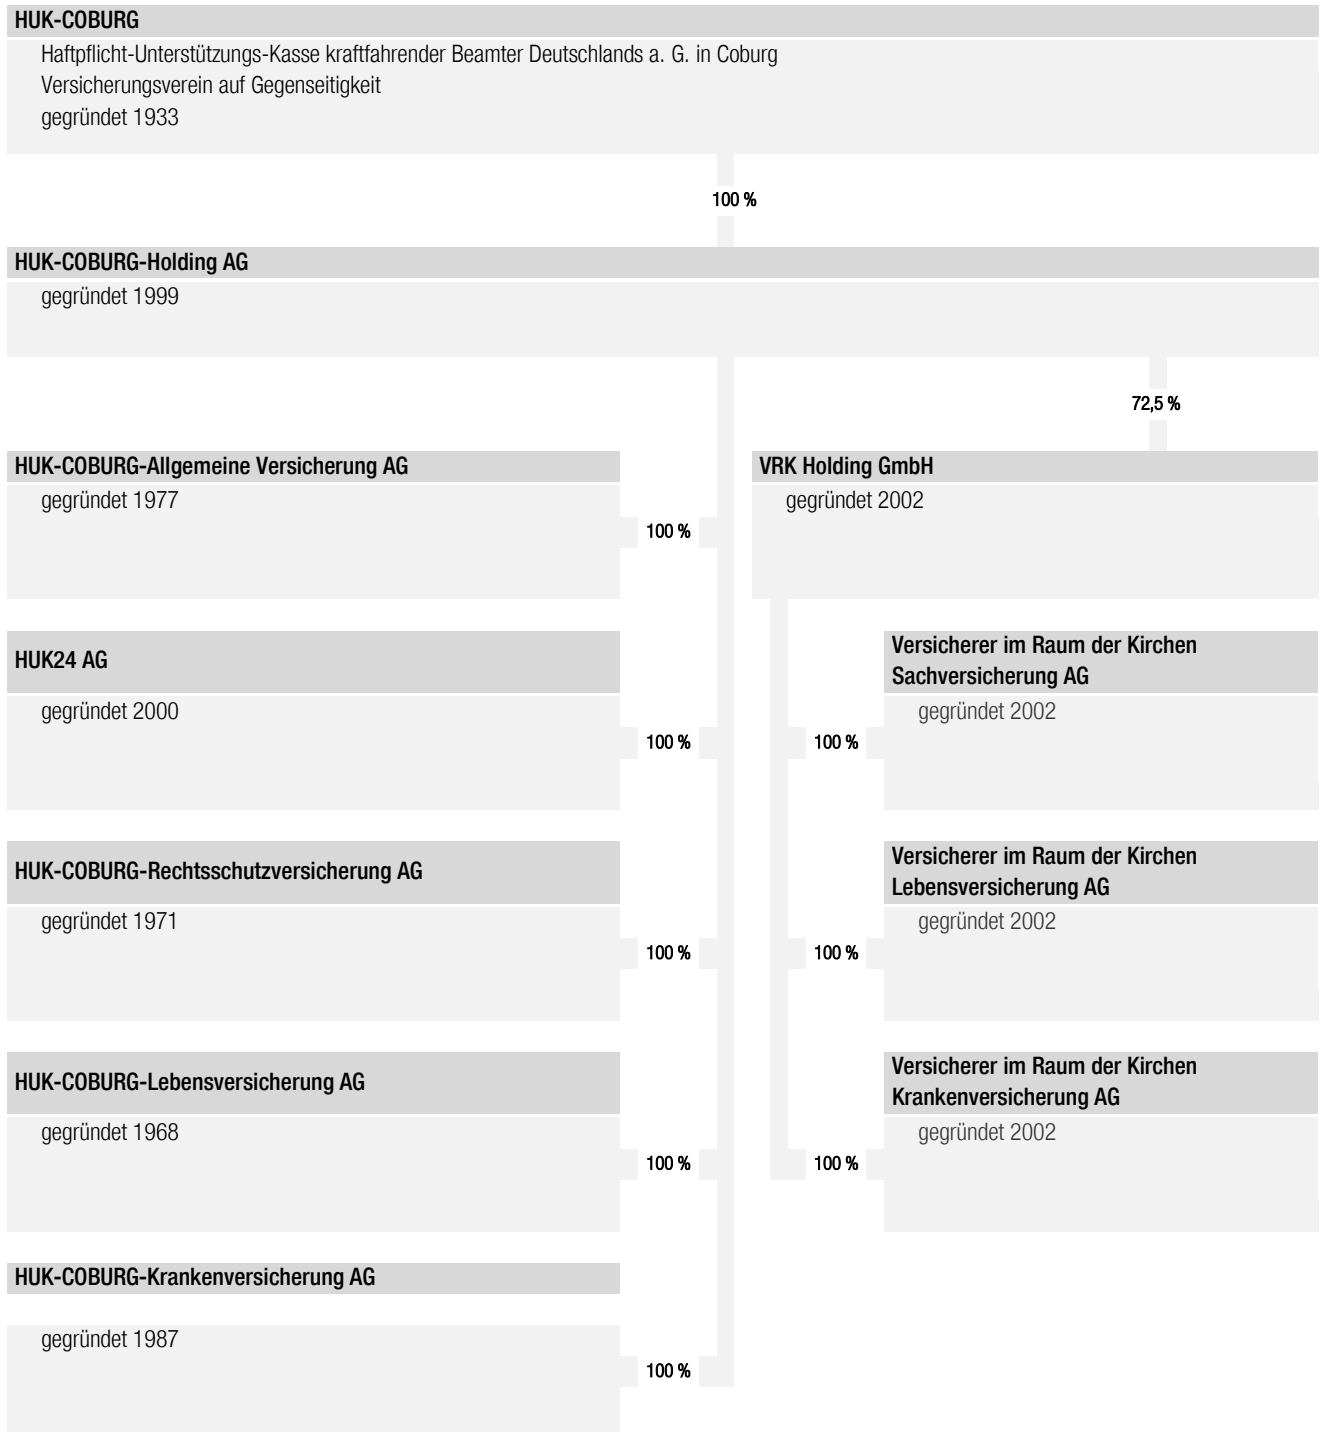 HUK-COBURG
Haftpflicht-Unterstützungs-Kasse kraftfahrender Beamter Deutschlands a. G. in Coburg
Versicherungsverein auf Gegenseitigkeit
gegründet 1933
100 %
HUK-COBURG-Holding AG
gegründet 1999
72,5 %
HUK-COBURG-Allgemeine Versicherung AG
gegründet 1977
100 %
VRK Holding GmbH
gegründet 2002
HUK24 AG
gegründet 2000
100 %
Versicherer im Raum der Kirchen
Sachversicherung AG
gegründet 2002
100 %
HUK-COBURG-Rechtsschutzversicherung AG
gegründet 1971
100 %
Versicherer im Raum der Kirchen
Lebensversicherung AG
gegründet 2002
100 %
HUK-COBURG-Lebensversicherung AG
gegründet 1968
100 %
Versicherer im Raum der Kirchen
Krankenversicherung AG
gegründet 2002
100 %
HUK-COBURG-Krankenversicherung AG
gegründet 1987
100 %